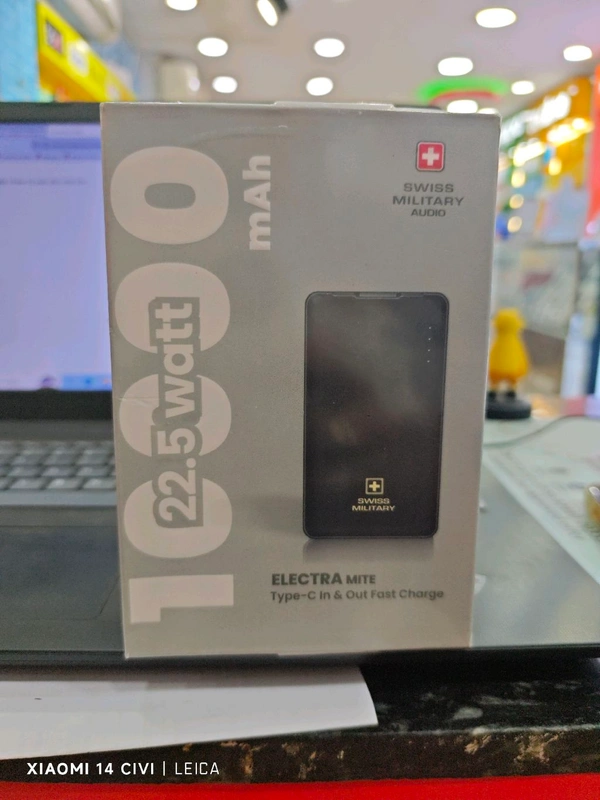 10000
mAh
22.5 watt
SWISS
MILITARY
AUDIO
SWISS
MILITARY
ELECTRA MITE
Type-C In & Out Fast Charge
XIAOMI 14 CIVI | LEICA